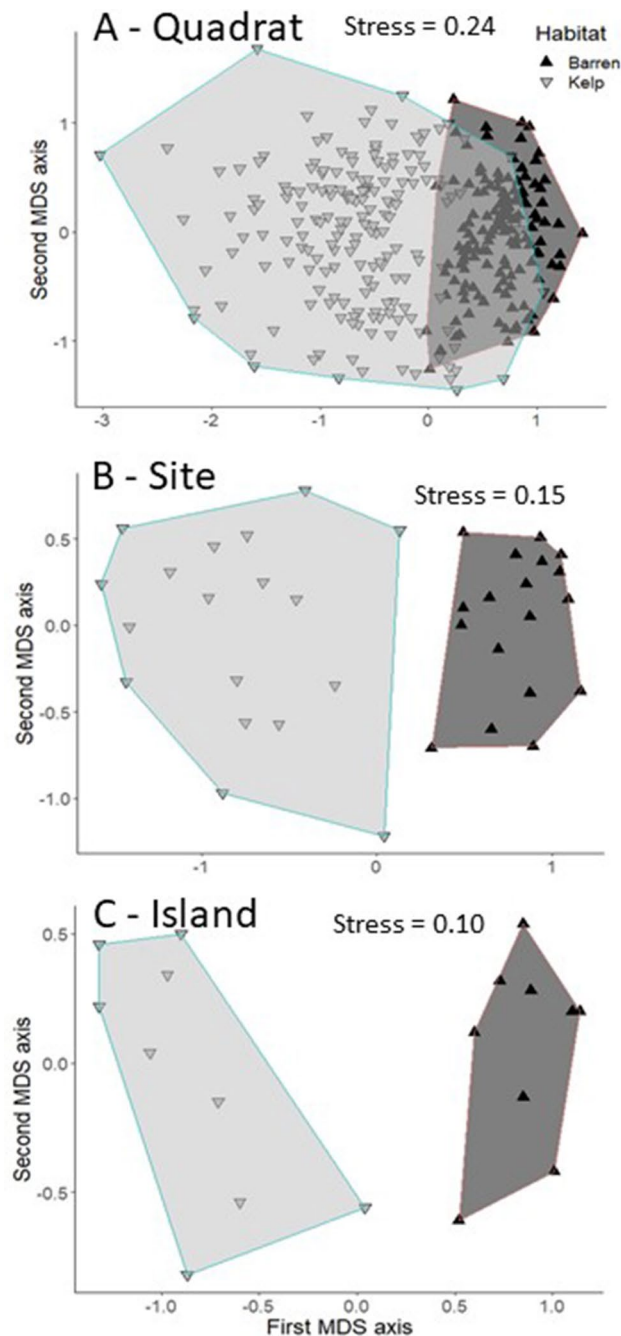 A - Quadrat
Stress = 0.24
Habitat
Barren
Kelp
Second MDS axis
1
0
-1
-3
-2
-1
0
1
B - Site
Stress = 0.15
Second MDS axis
0.5
0.0
-0.5
-1.0
-1
0
1
C - Island
Stress = 0.10
Second MDS axis
0.5
0.0
-0.5
-1.0
-0.5
0.0
0.5
1.0
First MDS axis